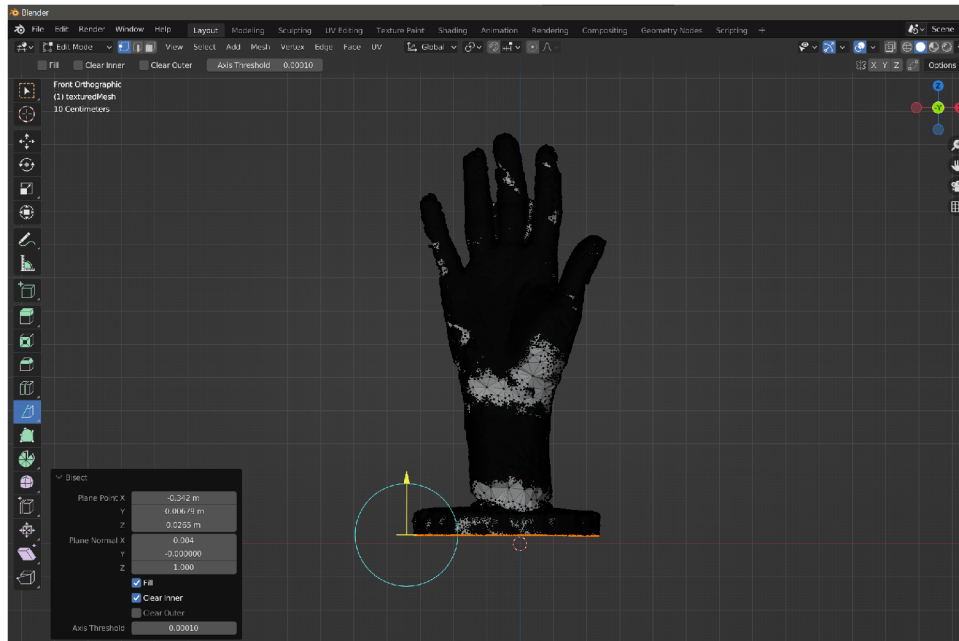 Blender
File Edit Render Window Help Layout Modeling Sculpting UV Editing Texture Paint Shading Animation Rendering Compositing Geometry Nodes Scripting + Scene
Edit Mode View Select Add Mesh Vertex Edge Face UV Global
Fill Clear Inner Clear Outer Axis Threshold 0.00010 X Y Z Options
Front Orthographic
(1) texturedMesh
10 Centimeters
Z
Y
Bisect
Plane Point X -0.342 m
Y 0.00679 m
Z 0.0265 m
Plane Normal X 0.004
Y -0.000000
Z 1.000
Fill
Clear Inner
Clear Outer
Axis Threshold 0.00010